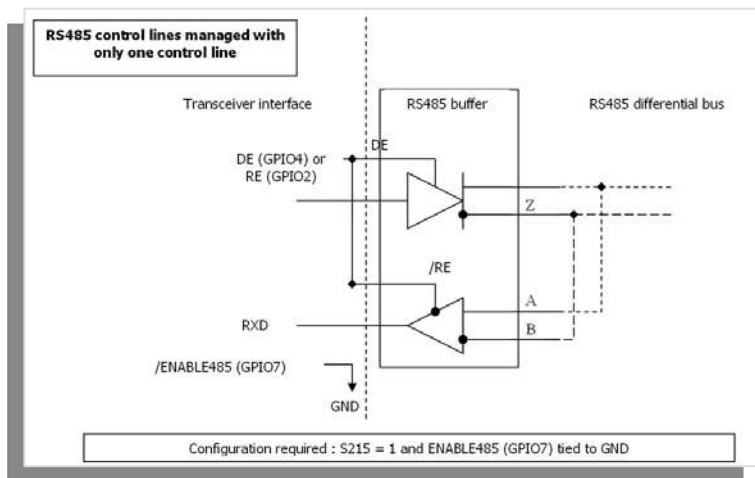 RS485 control lines managed with
only one control line
Transceiver interface
RS485 buffer
RS485 differential bus
DE
DE (GPIO4) or
RE (GPIO2)
Z
/RE
A
RXD
B
/ENABLE485 (GPIO7)
GND
Configuration required : S215 = 1 and ENABLE485 (GPIO7) tied to GND